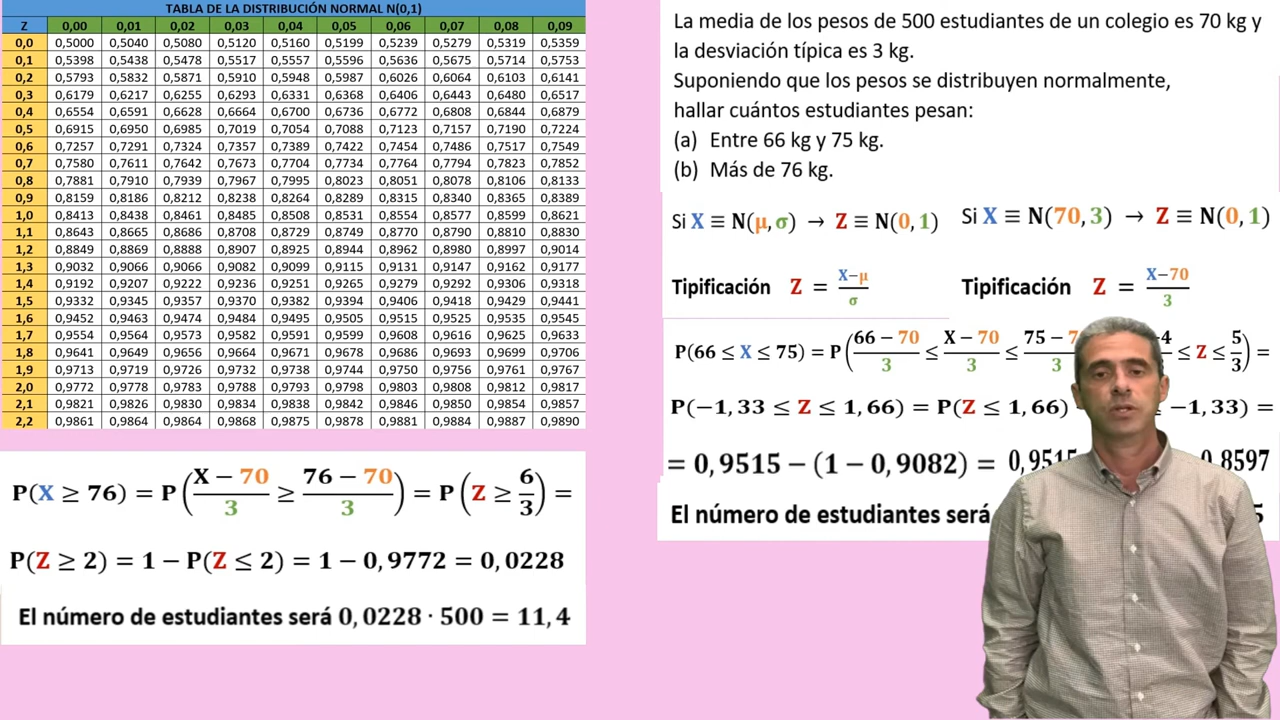 TABLA DE LA DISTRIBUCIÓN NORMAL N(0,1)
Z 0,00 0,01 0,02 0,03 0,04 0,05 0,06 0,07 0,08 0,09
0,0 0,5000 0,5040 0,5080 0,5120 0,5160 0,5199 0,5239 0,5279 0,5319 0,5359
0,1 0,5398 0,5438 0,5478 0,5517 0,5557 0,5596 0,5636 0,5675 0,5714 0,5753
0,2 0,5793 0,5832 0,5871 0,5910 0,5948 0,5987 0,6026 0,6064 0,6103 0,6141
0,3 0,6179 0,6217 0,6255 0,6293 0,6331 0,6368 0,6406 0,6443 0,6480 0,6517
0,4 0,6554 0,6591 0,6628 0,6664 0,6700 0,6736 0,6772 0,6808 0,6844 0,6879
0,5 0,6915 0,6950 0,6985 0,7019 0,7054 0,7088 0,7123 0,7157 0,7190 0,7224
0,6 0,7257 0,7291 0,7324 0,7357 0,7389 0,7422 0,7454 0,7486 0,7517 0,7549
0,7 0,7580 0,7611 0,7642 0,7673 0,7704 0,7734 0,7764 0,7794 0,7823 0,7852
0,8 0,7881 0,7910 0,7939 0,7967 0,7995 0,8023 0,8051 0,8078 0,8106 0,8133
0,9 0,8159 0,8186 0,8212 0,8238 0,8264 0,8289 0,8315 0,8340 0,8365 0,8389
1,0 0,8413 0,8438 0,8461 0,8485 0,8508 0,8531 0,8554 0,8577 0,8599 0,8621
1,1 0,8643 0,8665 0,8686 0,8708 0,8729 0,8749 0,8770 0,8790 0,8810 0,8830
1,2 0,8849 0,8869 0,8888 0,8907 0,8925 0,8944 0,8962 0,8980 0,8997 0,9014
1,3 0,9032 0,9066 0,9066 0,9082 0,9099 0,9115 0,9131 0,9147 0,9162 0,9177
1,4 0,9192 0,9207 0,9222 0,9236 0,9251 0,9265 0,9279 0,9292 0,9306 0,9318
1,5 0,9332 0,9345 0,9357 0,9370 0,9382 0,9394 0,9406 0,9418 0,9429 0,9441
1,6 0,9452 0,9463 0,9474 0,9484 0,9495 0,9505 0,9515 0,9525 0,9535 0,9545
1,7 0,9554 0,9564 0,9573 0,9582 0,9591 0,9599 0,9608 0,9616 0,9625 0,9633
1,8 0,9641 0,9649 0,9656 0,9664 0,9671 0,9678 0,9686 0,9693 0,9699 0,9706
1,9 0,9713 0,9719 0,9726 0,9732 0,9738 0,9744 0,9750 0,9756 0,9761 0,9767
2,0 0,9772 0,9778 0,9783 0,9788 0,9793 0,9798 0,9803 0,9808 0,9812 0,9817
2,1 0,9821 0,9826 0,9830 0,9834 0,9838 0,9842 0,9846 0,9850 0,9854 0,9857
2,2 0,9861 0,9864 0,9864 0,9868 0,9875 0,9878 0,9881 0,9884 0,9887 0,9890
P(X ≥ 76) = P((X − 70)/3 ≥ (76 − 70)/3) = P(Z ≥ 6/3) =
P(Z ≥ 2) = 1 − P(Z ≤ 2) = 1 − 0,9772 = 0,0228
El número de estudiantes será 0,0228 · 500 = 11,4
La media de los pesos de 500 estudiantes de un colegio es 70 kg y
la desviación típica es 3 kg.
Suponiendo que los pesos se distribuyen normalmente,
hallar cuántos estudiantes pesan:
(a) Entre 66 kg y 75 kg.
(b) Más de 76 kg.
Si X ≡ N(μ, σ) → Z ≡ N(0, 1) Si X ≡ N(70, 3) → Z ≡ N(0, 1)
Tipificación Z = (X−μ)/σ Tipificación Z = (X−70)/3
P(66 ≤ X ≤ 75) = P((66 − 70)/3 ≤ (X − 70)/3 ≤ 75 − 3 ≤ Z ≤ 5/3) =
P(−1, 33 ≤ Z ≤ 1, 66) = P(Z ≤ 1, 66) −1, 33) =
= 0, 9515 − (1 − 0, 9082) = 0, 8597
El número de estudiantes será